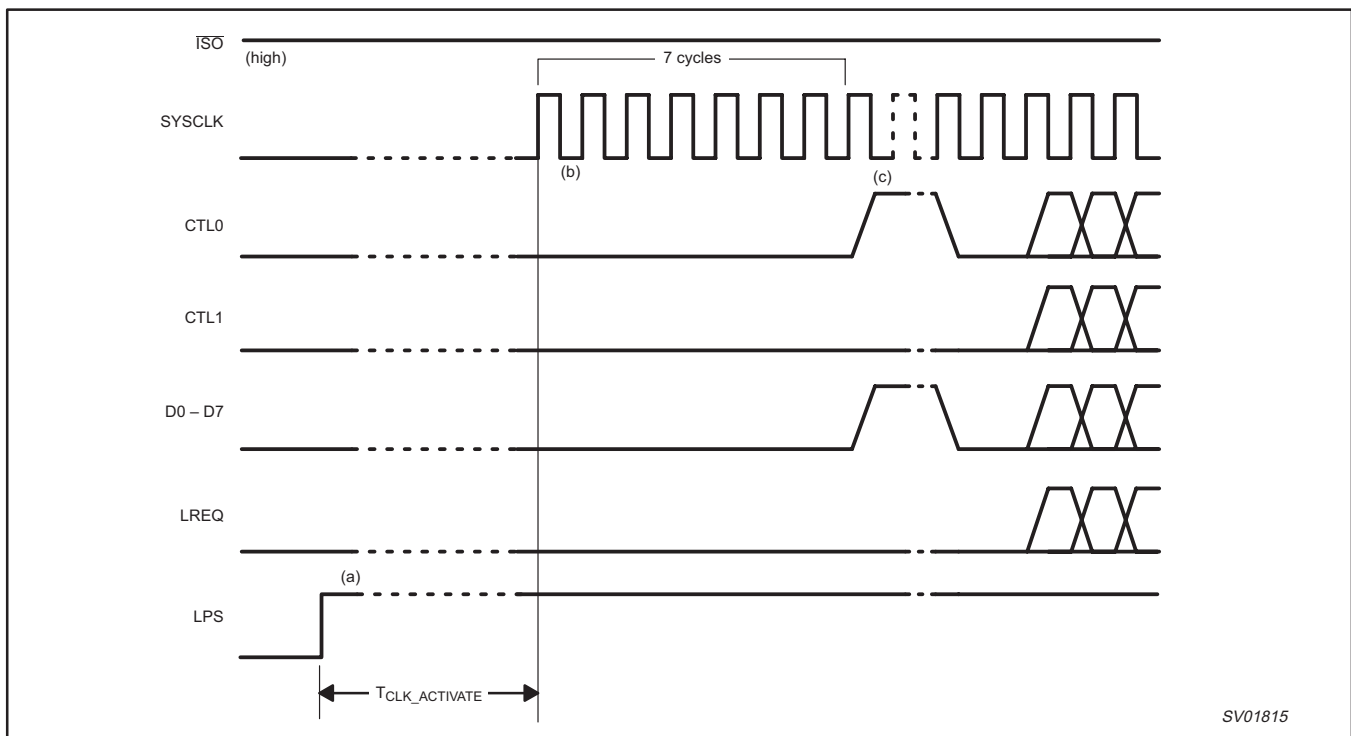 ISO
(high)
7 cycles
SYSCLK
(b)
(c)
CTL0
CTL1
D0 – D7
LREQ
(a)
LPS
TCLK_ACTIVATE
SV01815